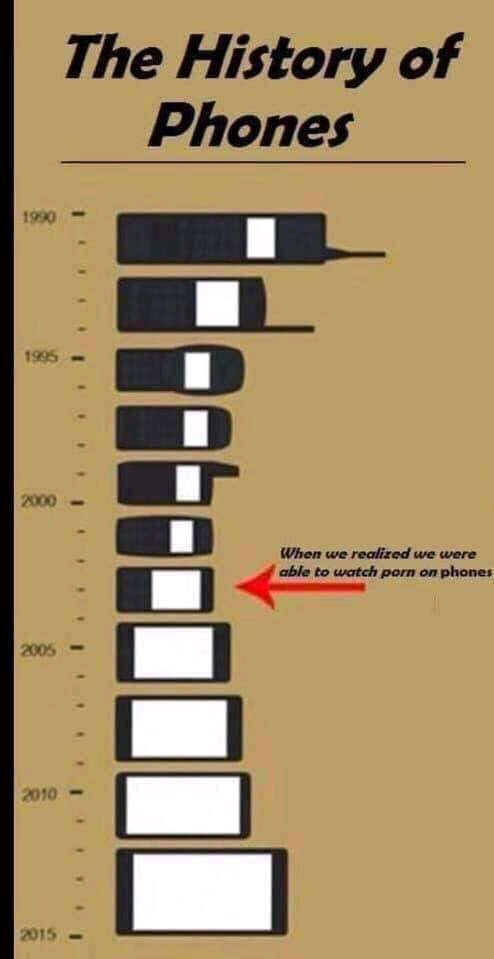 The History of
Phones
1990
1995
2000
When we realized we were
able to watch porn on phones
2005
2010
2015